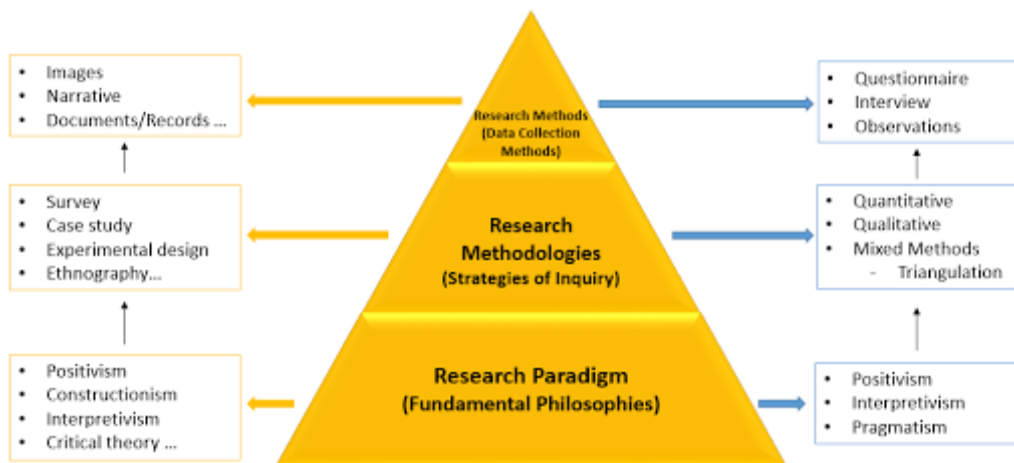 • Images
• Narrative
• Documents/Records ...
Research Methods
(Data Collection
Methods)
• Questionnaire
• Interview
• Observations
• Survey
• Case study
• Experimental design
• Ethnography...
Research
Methodologies
(Strategies of Inquiry)
• Quantitative
• Qualitative
• Mixed Methods
- Triangulation
• Positivism
• Constructionism
• Interpretivism
• Critical theory ...
Research Paradigm
(Fundamental Philosophies)
• Positivism
• Interpretivism
• Pragmatism